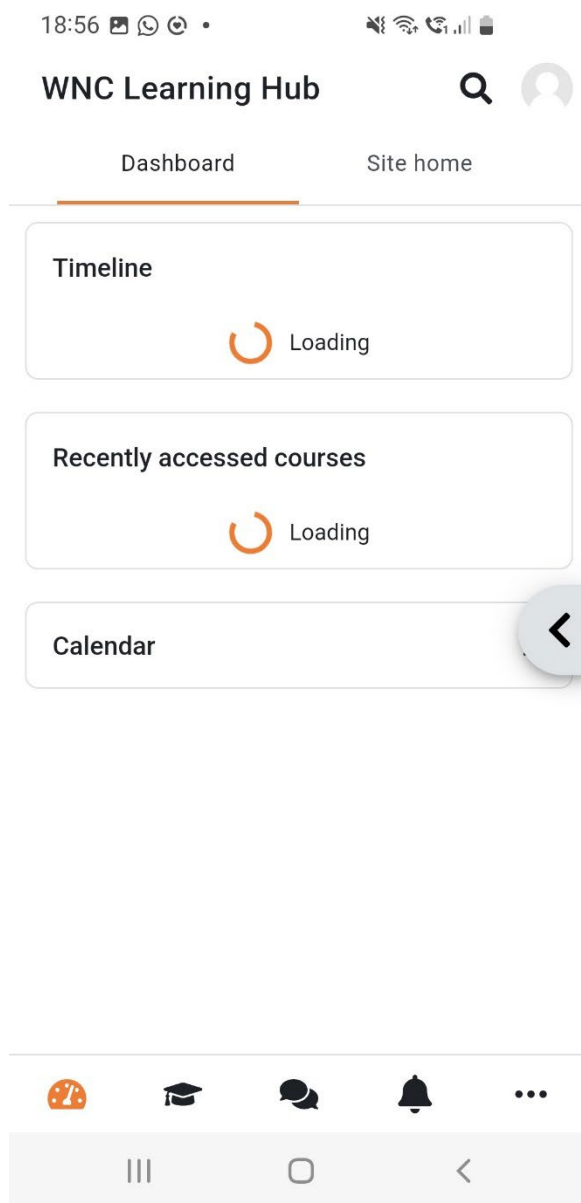 18:56
WNC Learning Hub
Dashboard Site home
Timeline
Loading
Recently accessed courses
Loading
Calendar